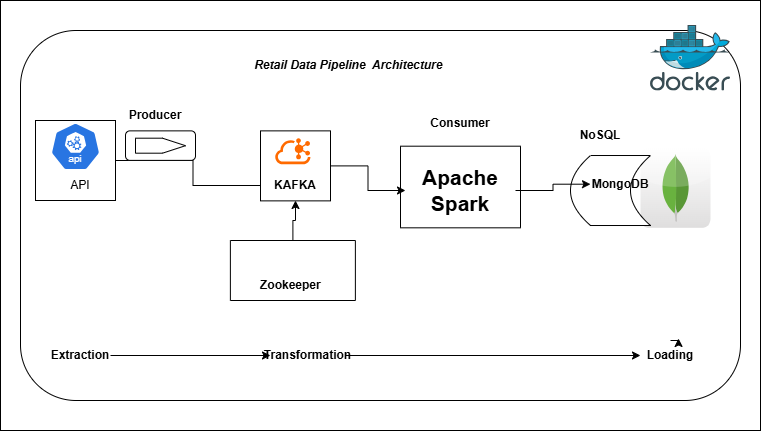 Retail Data Pipeline Architecture
docker
Producer
api
API
KAFKA
Consumer
Apache
Spark
NoSQL
MongoDB
Zookeeper
Extraction
Transformation
Loading